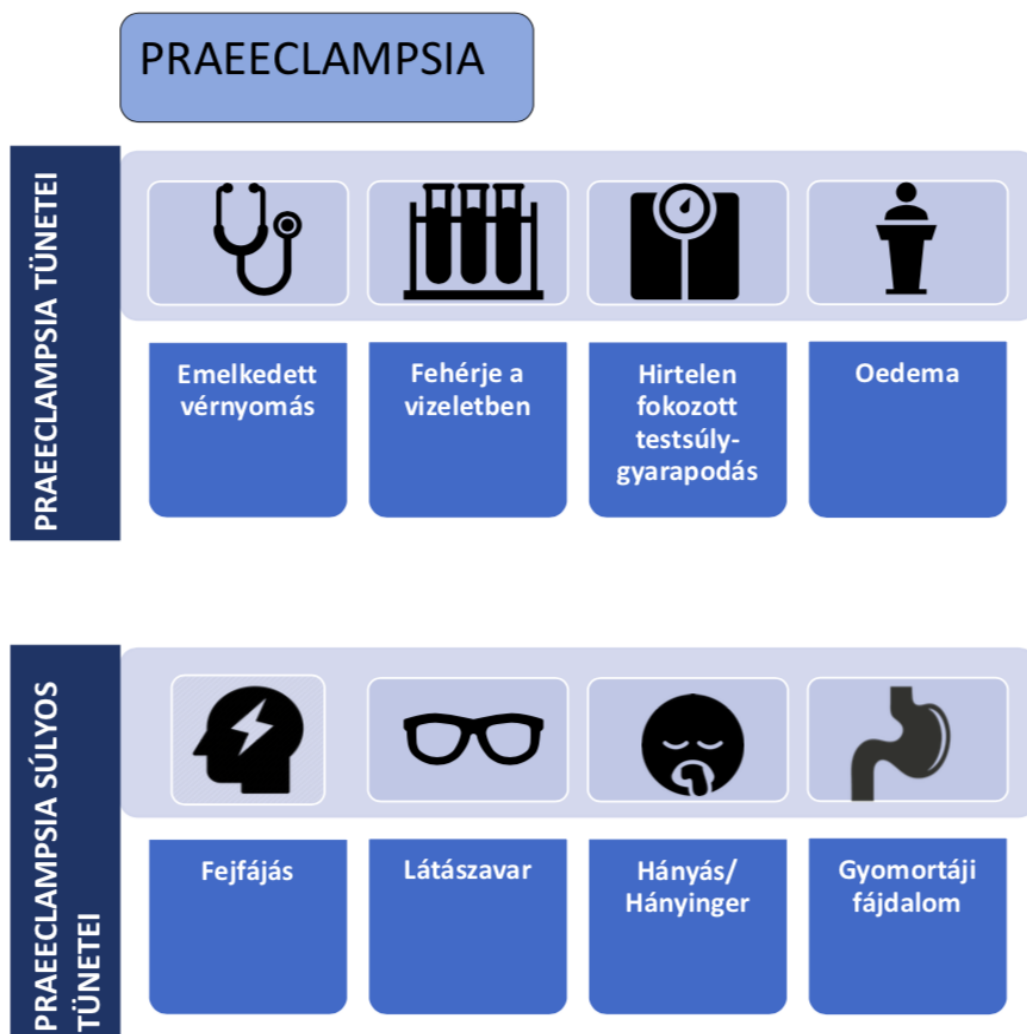 PRAEECLAMPSIA
PRAEECLAMPSIA TÜNETEI
Emelkedett
vérnyomás
Fehérje a
vizeletben
Hirtelen
fokozott
testsúly-
gyarapodás
Oedema
PRAEECLAMPSIA SÚLYOS
TÜNETEI
Fejfájás
Látászavar
Hányás/
Hányinger
Gyomortáji
fájdalom